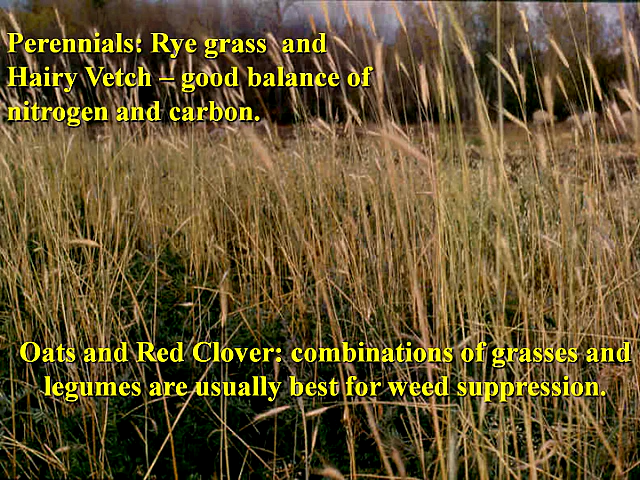 Perennials: Rye grass and
Hairy Vetch – good balance of
nitrogen and carbon.
Oats and Red Clover: combinations of grasses and
legumes are usually best for weed suppression.